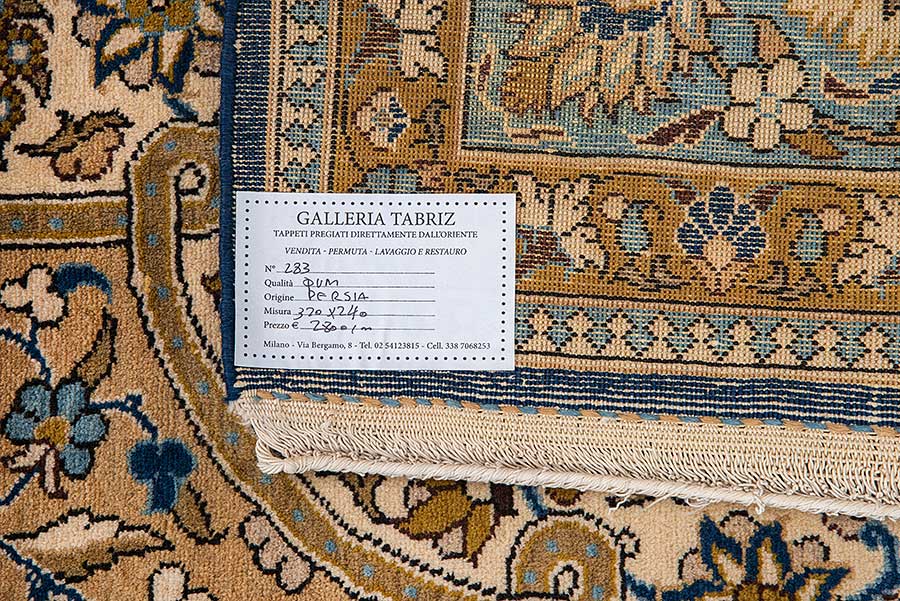 GALLERIA TABRIZ
TAPPETI PREGIATI DIRETTAMENTE DALL'ORIENTE
VENDITA - PERMUTA - LAVAGGIO E RESTAURO
N° 283
Qualità QUM
Origine PERSIA
Misura 320 x 240
Prezzo €
Milano - Via Bergamo, 8 - Tel. 02 54123815 - Cell. 338 7068253